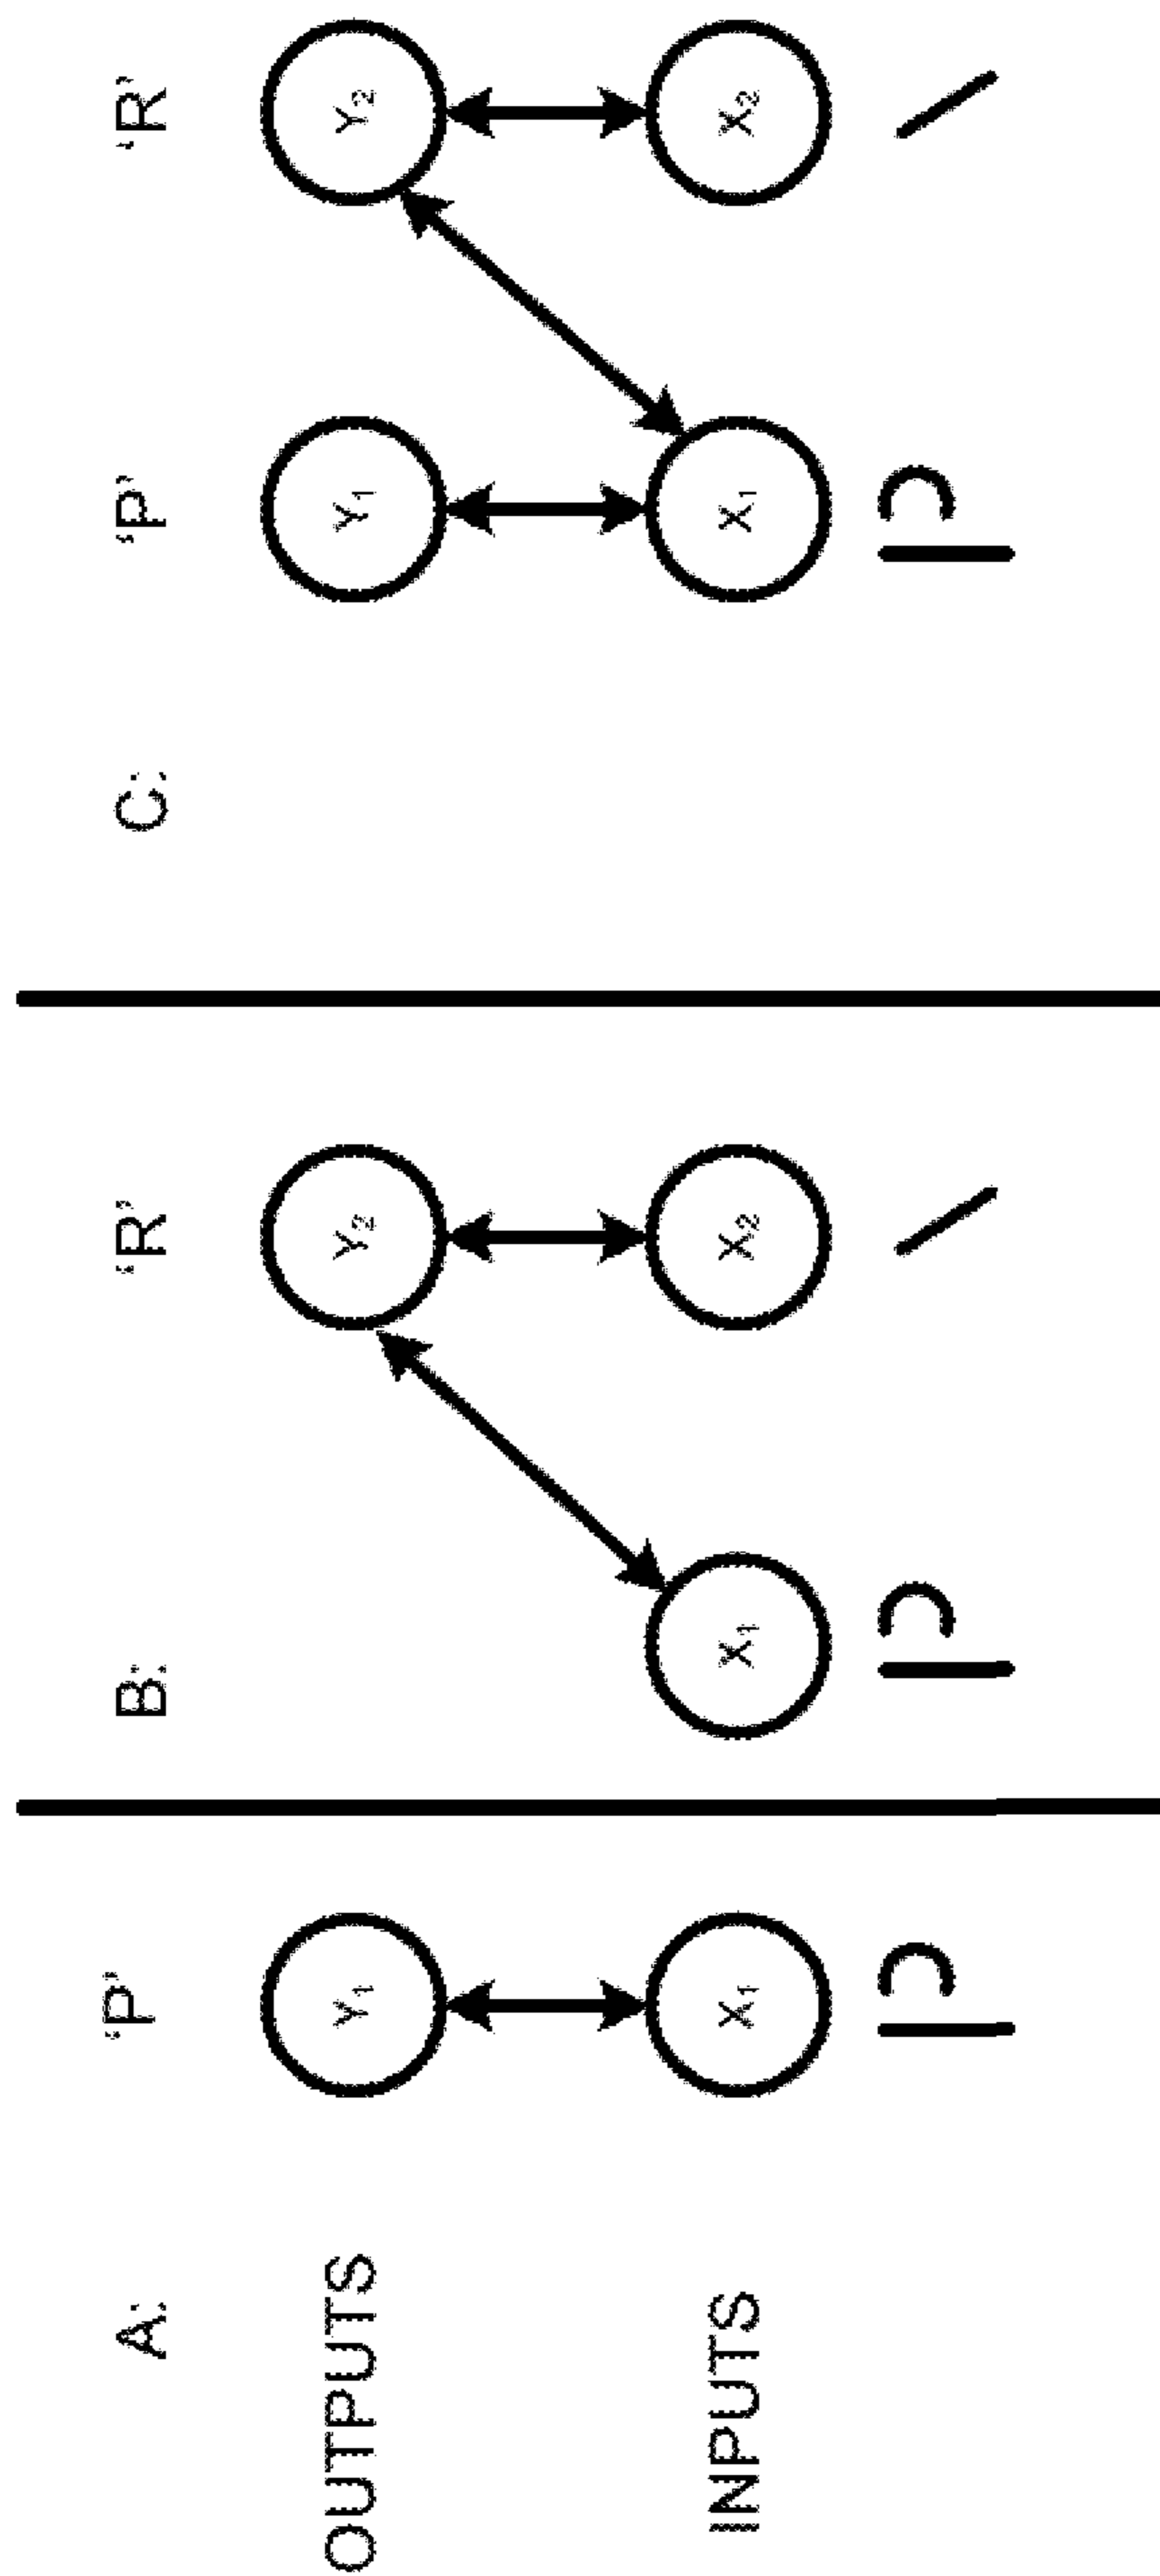 A: 'P' B: 'R' C: 'P' 'R'
OUTPUTS Y₁ Y₂ Y₁ Y₂
INPUTS X₁ X₁ X₂ X₁ X₂